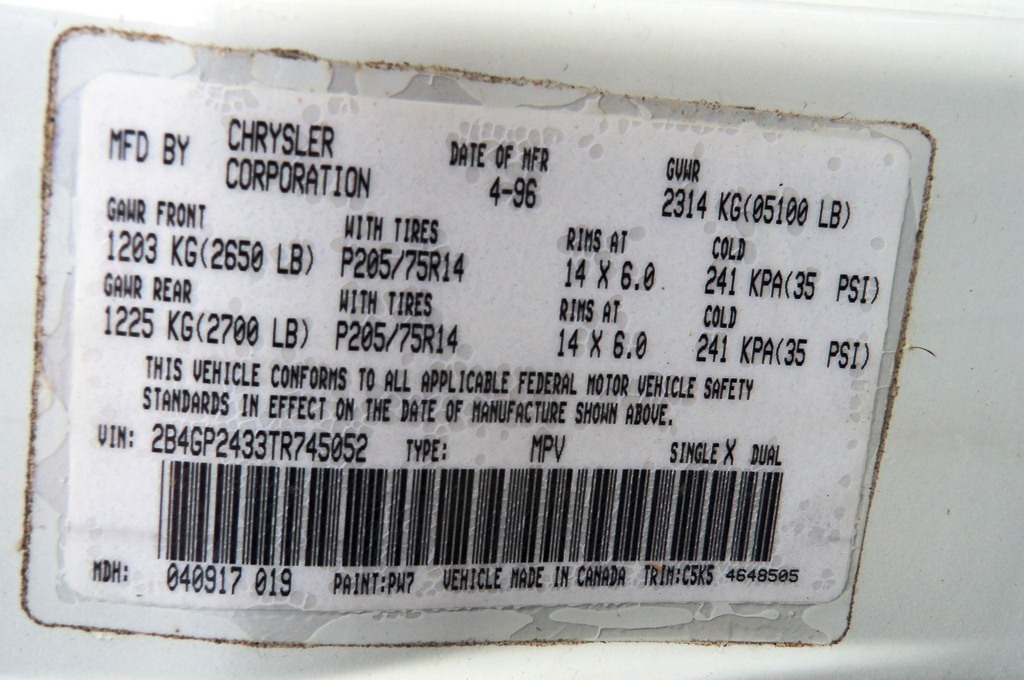 MFD BY CHRYSLER CORPORATION DATE OF MFR 4-96 GVWR 2314 KG(05100 LB)
GAWR FRONT WITH TIRES RIMS AT COLD
1203 KG(2650 LB) P205/75R14 14 X 6.0 241 KPA(35 PSI)
GAWR REAR WITH TIRES RIMS AT COLD
1225 KG(2700 LB) P205/75R14 14 X 6.0 241 KPA(35 PSI)
THIS VEHICLE CONFORMS TO ALL APPLICABLE FEDERAL MOTOR VEHICLE SAFETY
STANDARDS IN EFFECT ON THE DATE OF MANUFACTURE SHOWN ABOVE.
VIN: 2B4GP2433TR745052 TYPE: MPV SINGLE X DUAL
MDH: 040917 019 PAINT:PW7 VEHICLE MADE IN CANADA TRIM:C5K5 4648505